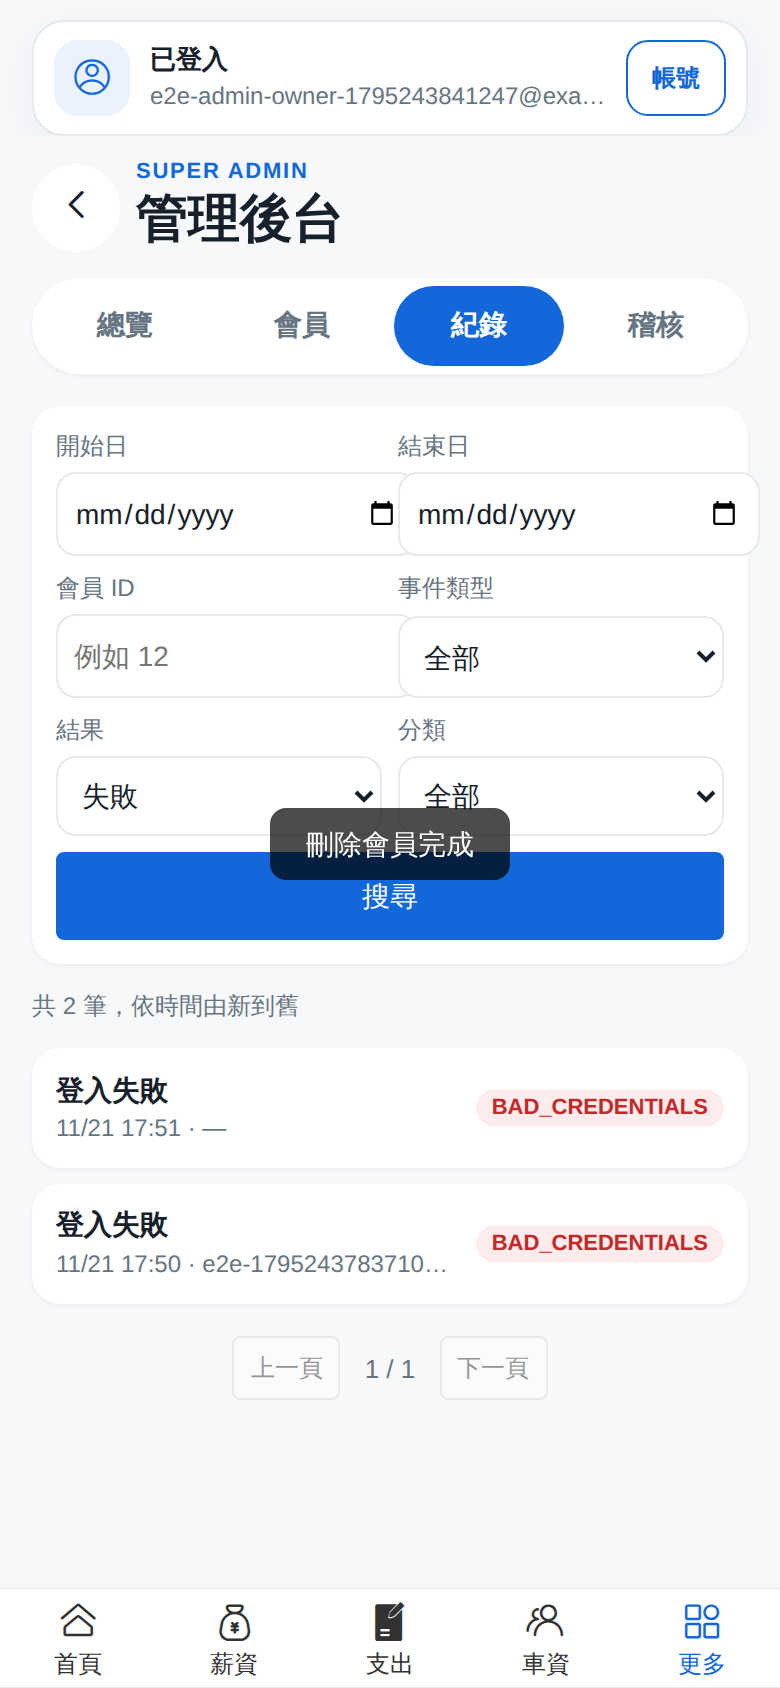 已登入
e2e-admin-owner-1795243841247@exa…
帳號
SUPER ADMIN
管理後台
總覽 會員 紀錄 稽核
開始日 結束日
mm/dd/yyyy mm/dd/yyyy
會員 ID 事件類型
例如 12 全部
結果 分類
失敗 全部
刪除會員完成
搜尋
共 2 筆，依時間由新到舊
登入失敗
11/21 17:51 · —
BAD_CREDENTIALS
登入失敗
11/21 17:50 · e2e-1795243783710…
BAD_CREDENTIALS
上一頁 1 / 1 下一頁
首頁 薪資 支出 車資 更多